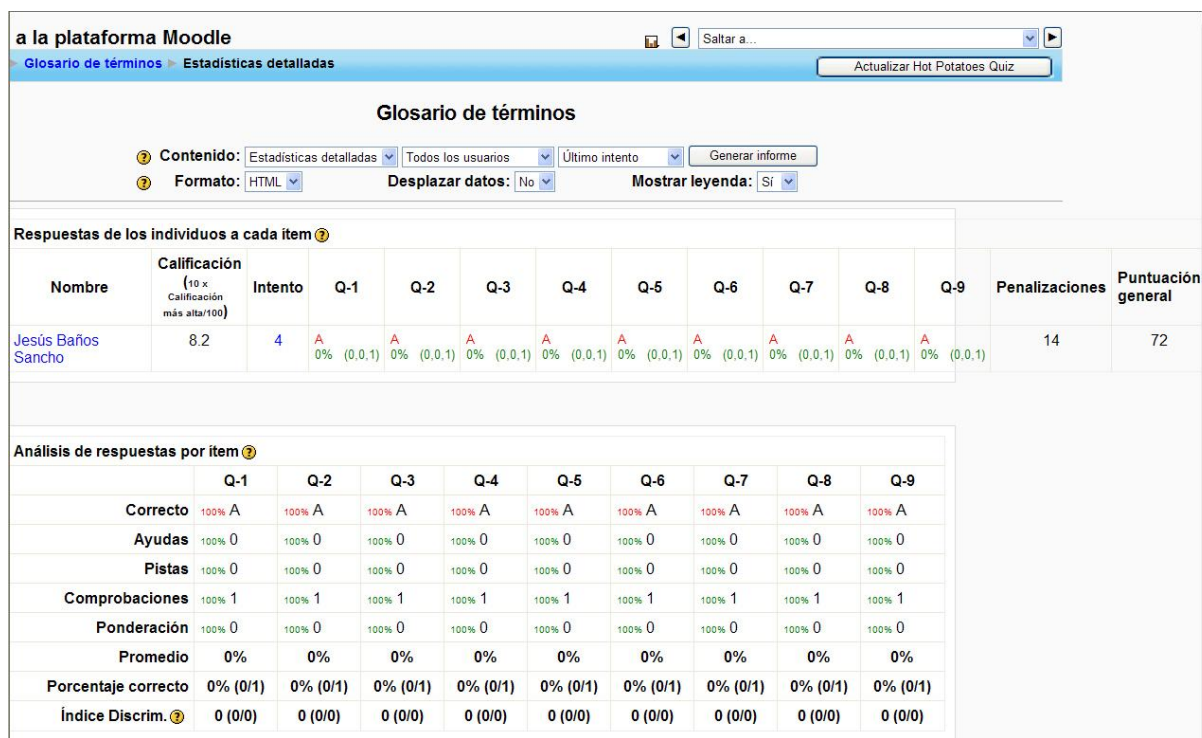 a la plataforma Moodle
Saltar a...
Glosario de términos ► Estadísticas detalladas
Actualizar Hot Potatoes Quiz
Glosario de términos
Contenido: Estadísticas detalladas Todos los usuarios Último intento Generar informe
Formato: HTML Desplazar datos: No Mostrar leyenda: Sí
Respuestas de los individuos a cada ítem
Nombre Calificación (10 x Calificación más alta/100) Intento Q-1 Q-2 Q-3 Q-4 Q-5 Q-6 Q-7 Q-8 Q-9 Penalizaciones Puntuación general
Jesús Baños Sancho 8.2 4 A 0% (0,0,1) A 0% (0,0,1) A 0% (0,0,1) A 0% (0,0,1) A 0% (0,0,1) A 0% (0,0,1) A 0% (0,0,1) A 0% (0,0,1) A 0% (0,0,1) 14 72
Análisis de respuestas por ítem
Q-1 Q-2 Q-3 Q-4 Q-5 Q-6 Q-7 Q-8 Q-9
Correcto 100% A 100% A 100% A 100% A 100% A 100% A 100% A 100% A 100% A
Ayudas 100% 0 100% 0 100% 0 100% 0 100% 0 100% 0 100% 0 100% 0 100% 0
Pistas 100% 0 100% 0 100% 0 100% 0 100% 0 100% 0 100% 0 100% 0 100% 0
Comprobaciones 100% 1 100% 1 100% 1 100% 1 100% 1 100% 1 100% 1 100% 1 100% 1
Ponderación 100% 0 100% 0 100% 0 100% 0 100% 0 100% 0 100% 0 100% 0 100% 0
Promedio 0% 0% 0% 0% 0% 0% 0% 0% 0%
Porcentaje correcto 0% (0/1) 0% (0/1) 0% (0/1) 0% (0/1) 0% (0/1) 0% (0/1) 0% (0/1) 0% (0/1) 0% (0/1)
Índice Discrim. 0 (0/0) 0 (0/0) 0 (0/0) 0 (0/0) 0 (0/0) 0 (0/0) 0 (0/0) 0 (0/0) 0 (0/0)